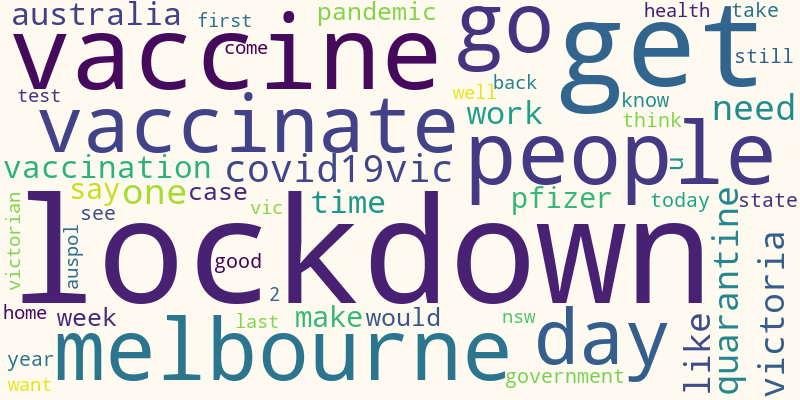 australia
first
pandemic
go
get
health
take
vaccine
come
still
test
well
back
know
think
need
vaccinate
work
people
n
vaccination
covid19vic
say
one
case
time
pfizer
today
state
victorian
see
auspol
vic
lockdown
good
2
quarantine
victoria
home
week
last
make
would
nsw
day
like
melbourne
year
want
government